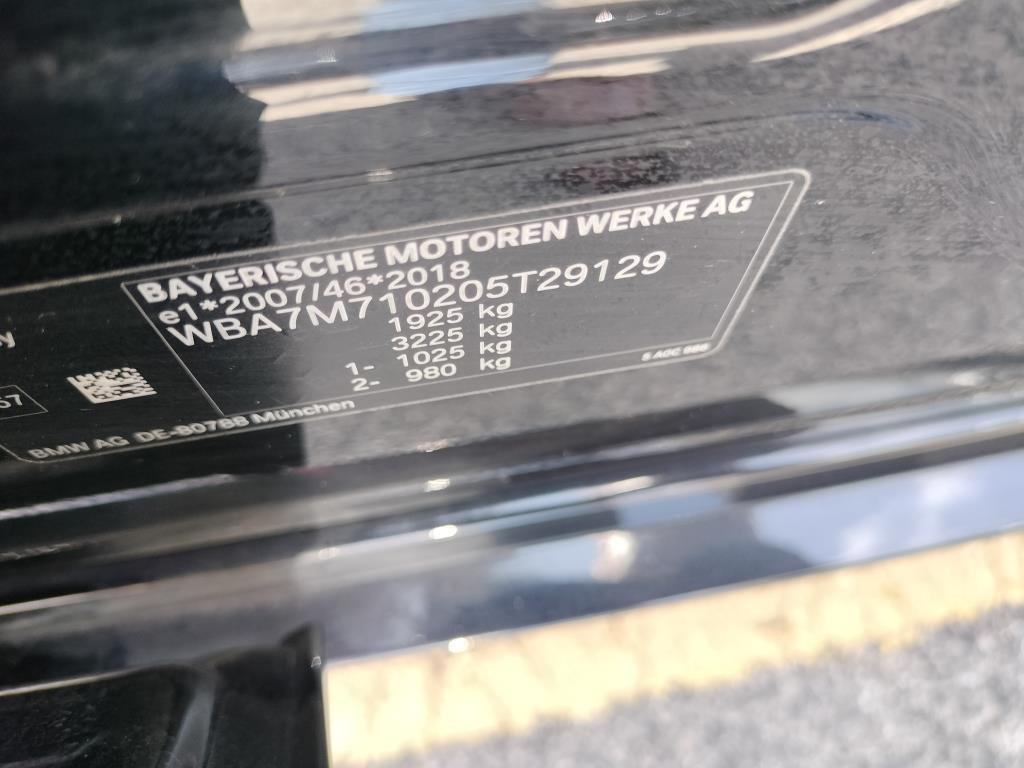 BAYERISCHE MOTOREN WERKE AG
e1*2007/46*2018
WBA7M710205T29129
1925 kg
3225 kg
1- 1025 kg
2- 980 kg
BMW AG DE-80788 München